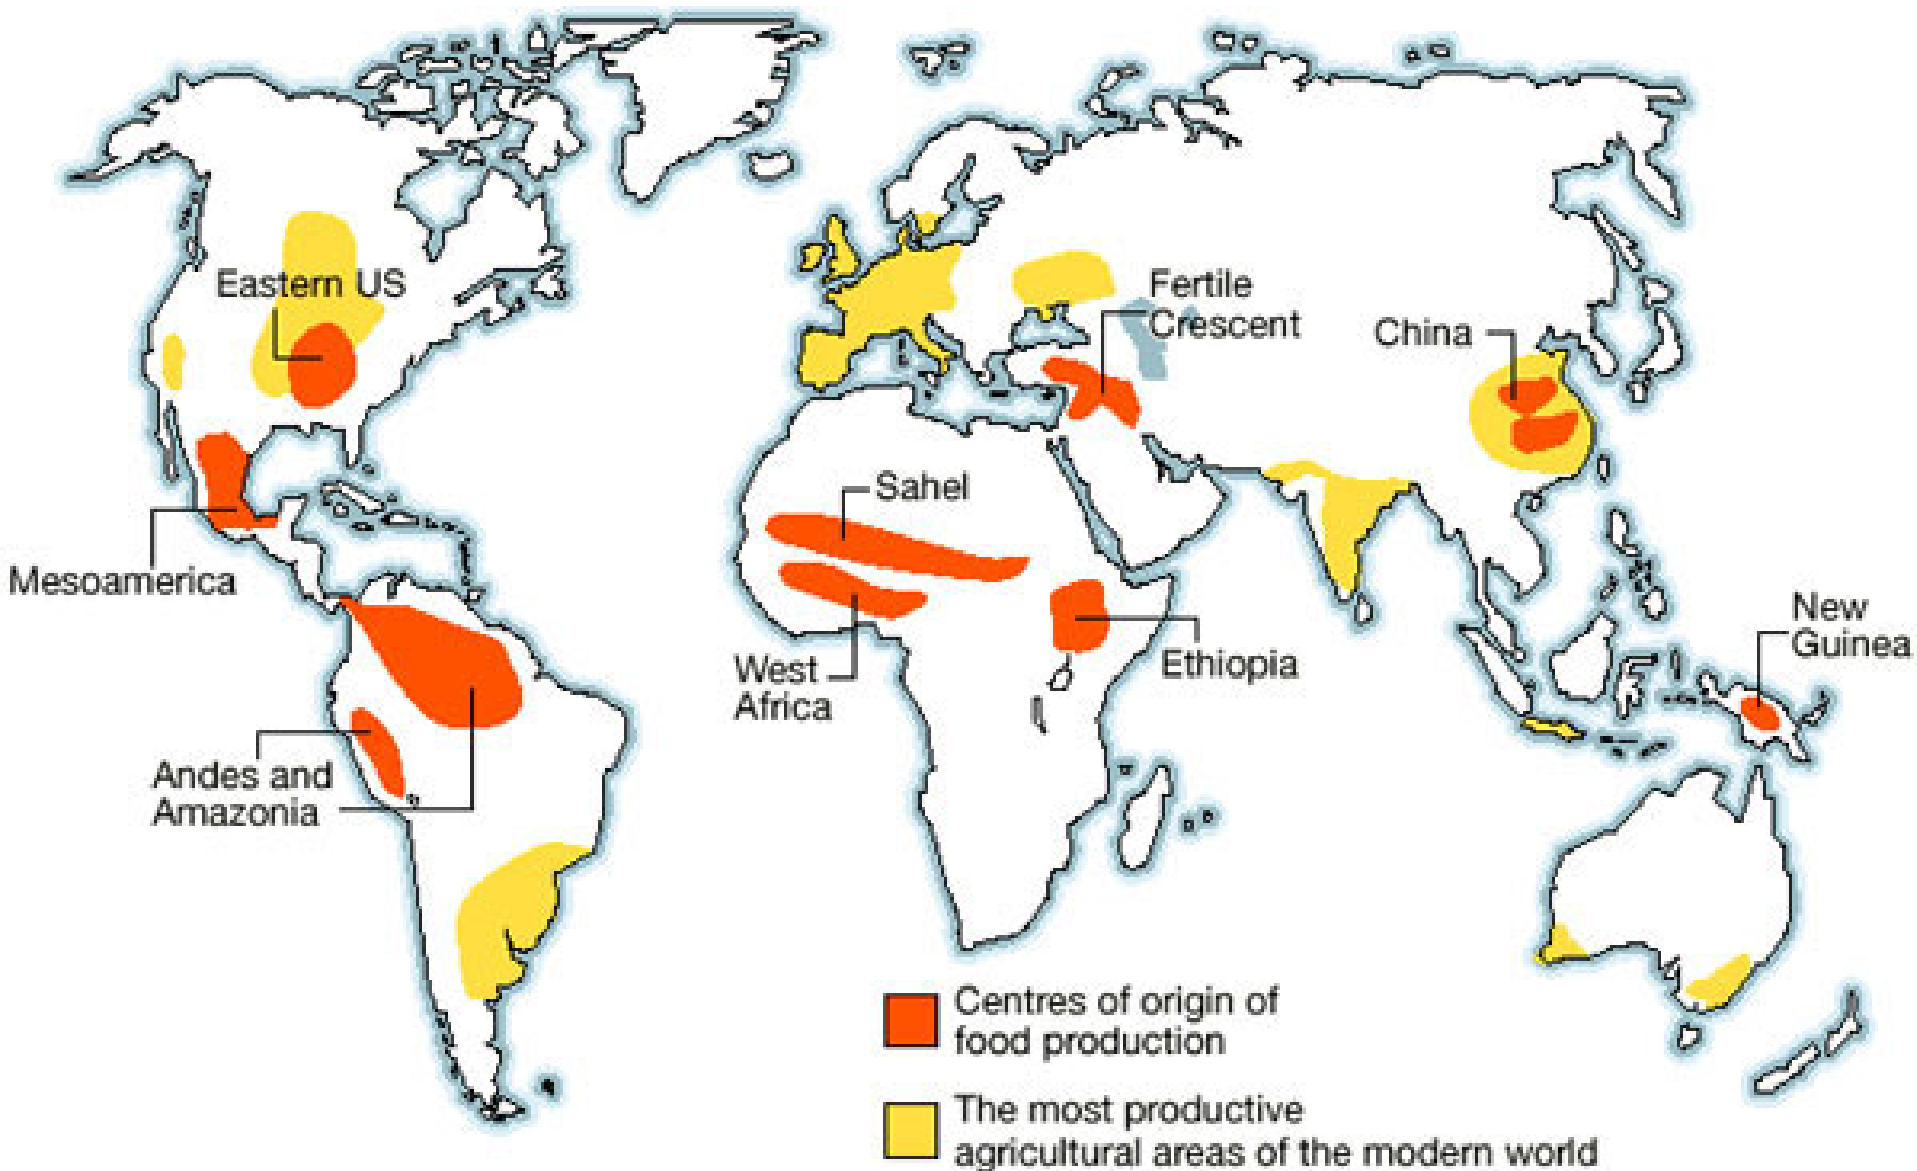 Eastern US
Fertile
Crescent
China
Sahel
Mesoamerica
New
Guinea
West
Africa
Ethiopia
Andes and
Amazonia
Centres of origin of
food production
The most productive
agricultural areas of the modern world